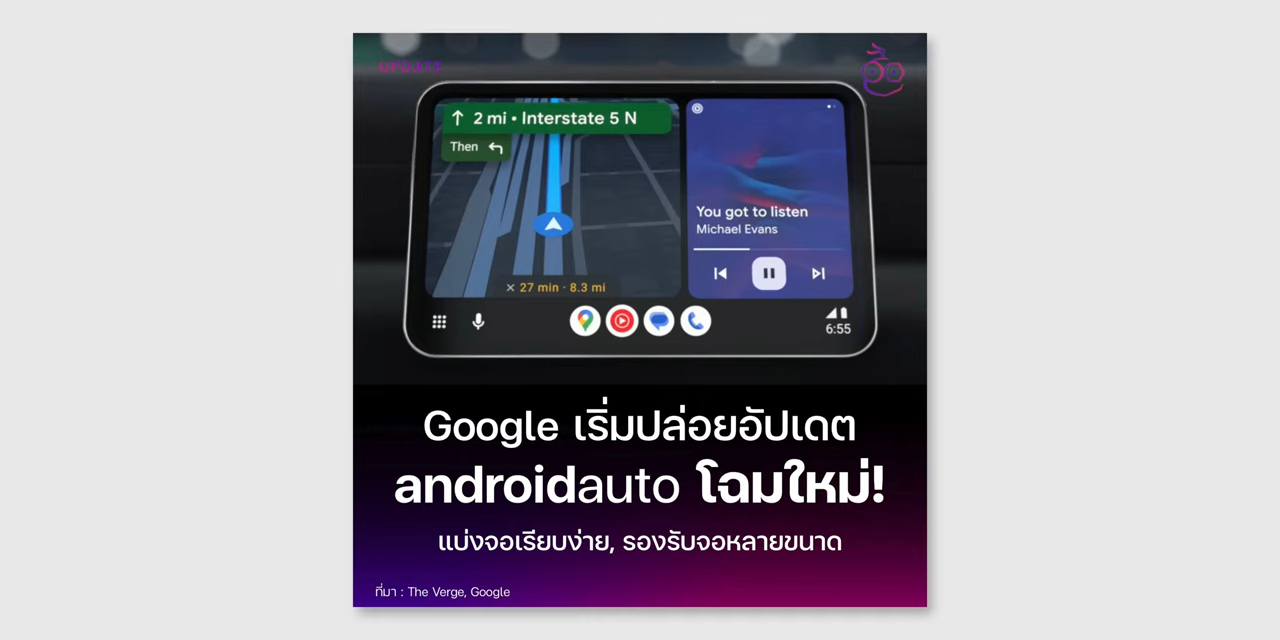 UPDATE
2 mi • Interstate 5 N
Then
You got to listen
Michael Evans
27 min · 8.3 mi
6:55
Google เริ่มปล่อยอัปเดต
androidauto โฉมใหม่!
แบ่งจอเรียบง่าย, รองรับจอหลายขนาด
ที่มา : The Verge, Google